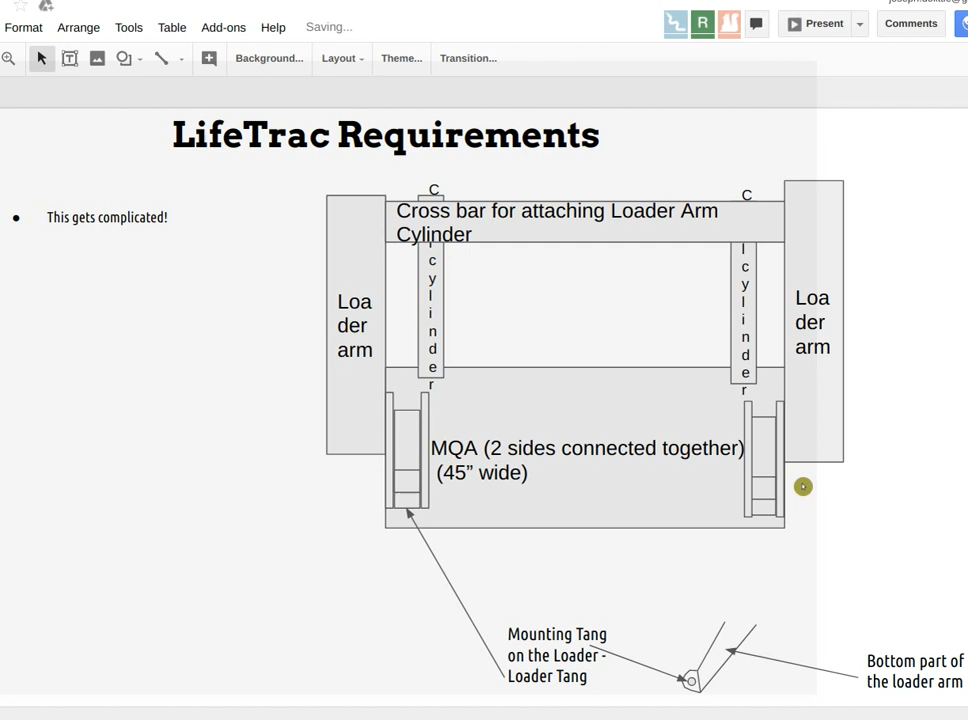 Format Arrange Tools Table Add-ons Help Saving...
R Present Comments
Background... Layout Theme... Transition...
LifeTrac Requirements
• This gets complicated!
C
C
Cross bar for attaching Loader Arm
Cylinder
l
c
y
l
i
n
d
e
r
l
c
y
l
i
n
d
e
r
Loa
der
arm
Loa
der
arm
MQA (2 sides connected together)
(45” wide)
Mounting Tang
on the Loader -
Loader Tang
Bottom part of
the loader arm